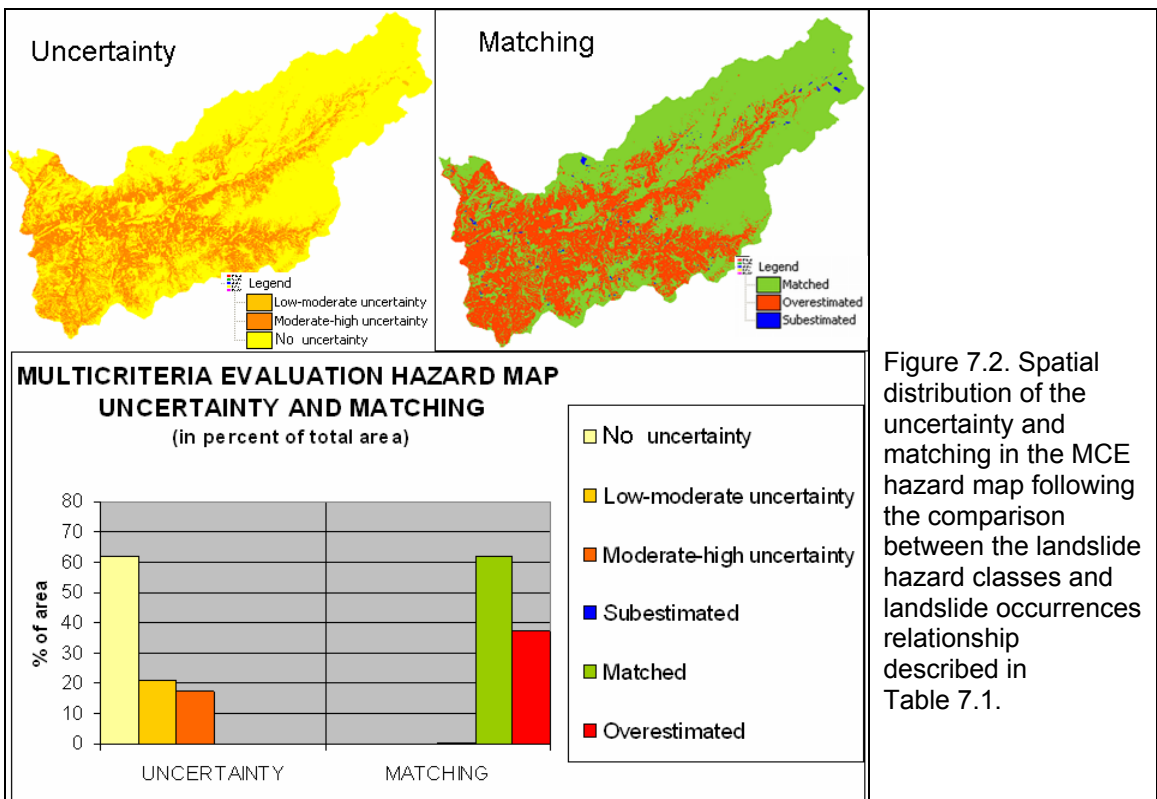 Uncertainty
Legend
Low-moderate uncertainty
Moderate-high uncertainty
No uncertainty
Matching
Legend
Matched
Overestimated
Subestimated
MULTICRITERIA EVALUATION HAZARD MAP
UNCERTAINTY AND MATCHING
(in percent of total area)
% of area
80
70
60
50
40
30
20
10
0
UNCERTAINTY
MATCHING
No uncertainty
Low-moderate uncertainty
Moderate-high uncertainty
Subestimated
Matched
Overestimated
Figure 7.2. Spatial
distribution of the
uncertainty and
matching in the MCE
hazard map following
the comparison
between the landslide
hazard classes and
landslide occurrences
relationship
described in
Table 7.1.